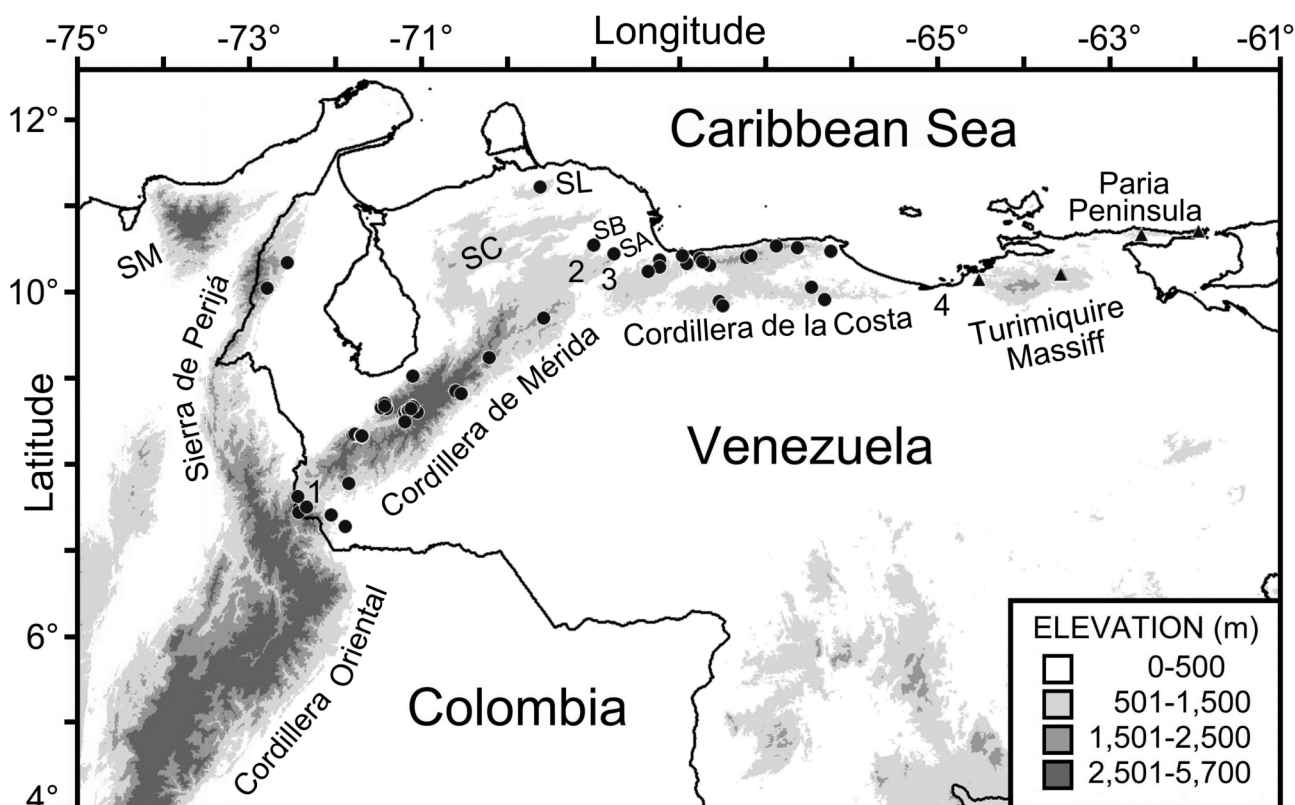 Longitude
-75°
-73°
-71°
-65°
-63°
-61°
12°
10°
6°
4°
Latitude
Caribbean Sea
Paria
Peninsula
SL
SM
SC
SB
SA
2
3
4
1
Sierra de Perijá
Cordillera de la Costa
Turimiquire
Massiff
Cordillera de Mérida
Venezuela
Cordillera Oriental
Colombia
ELEVATION (m)
0-500
501-1,500
1,501-2,500
2,501-5,700